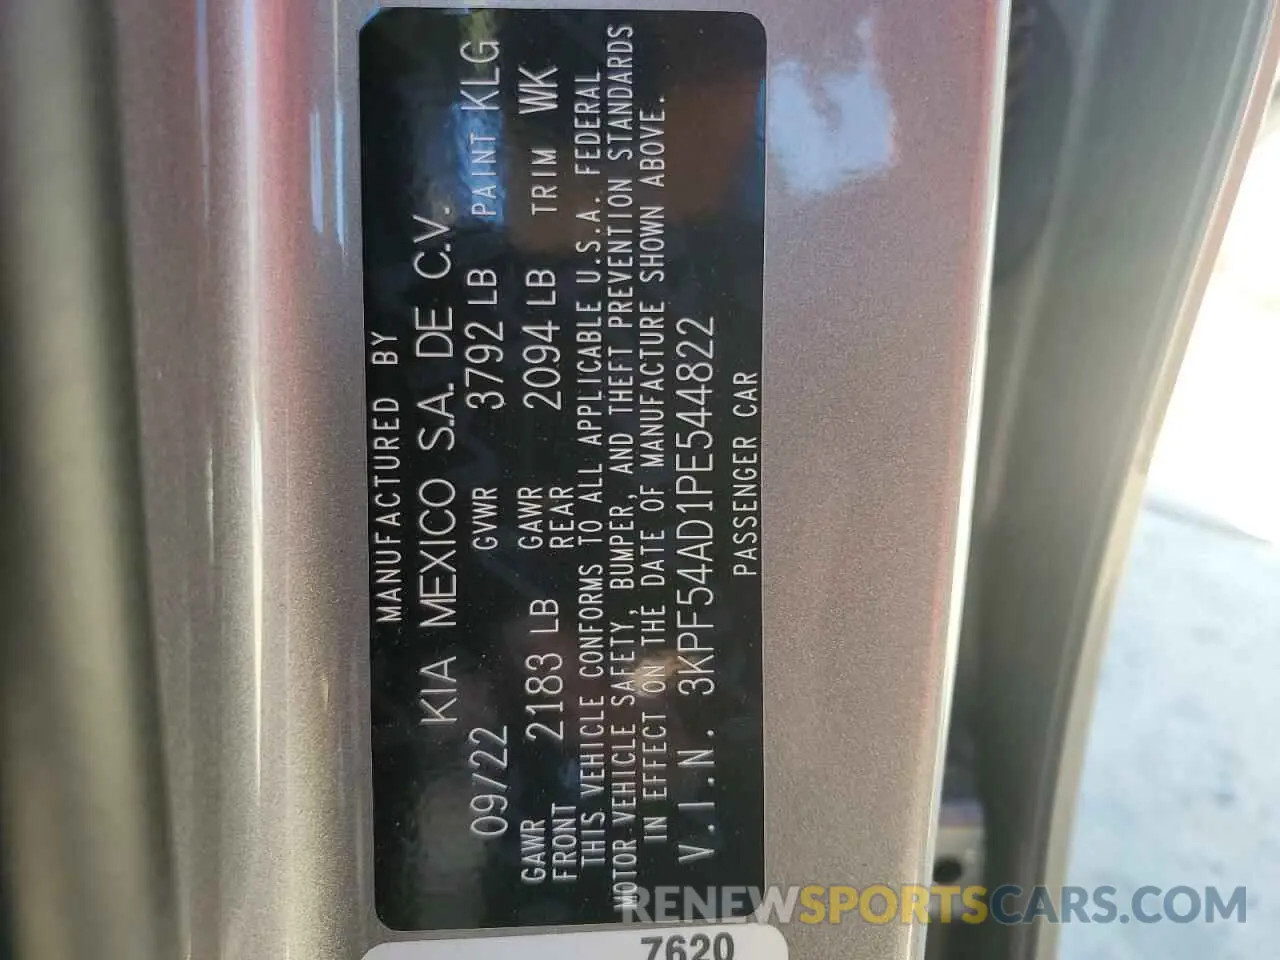 MANUFACTURED BY
KIA MEXICO S.A. DE C.V.
09/22 GVWR 3792 LB PAINT KLG
GAWR FRONT 2183 LB GAWR REAR 2094 LB TRIM WK
THIS VEHICLE CONFORMS TO ALL APPLICABLE U.S.A. FEDERAL
MOTOR VEHICLE SAFETY, BUMPER, AND THEFT PREVENTION STANDARDS
IN EFFECT ON THE DATE OF MANUFACTURE SHOWN ABOVE.
V.I.N. 3KPF54AD1PE544822
PASSENGER CAR
7620
RENEWSPORTSCARS.COM